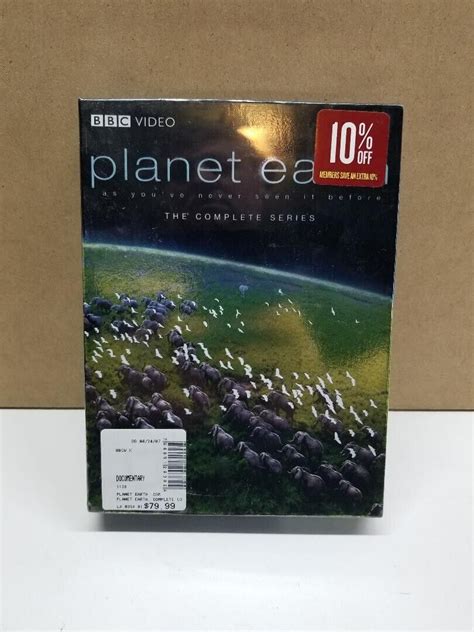 BBC VIDEO
planet ea
as you've never seen it before
THE COMPLETE SERIES
10%
OFF
MEMBERS SAVE AN EXTRA 10%
DOCUMENTARY
PLANET EARTH
PLANET EARTH COMPLETE
$79.99